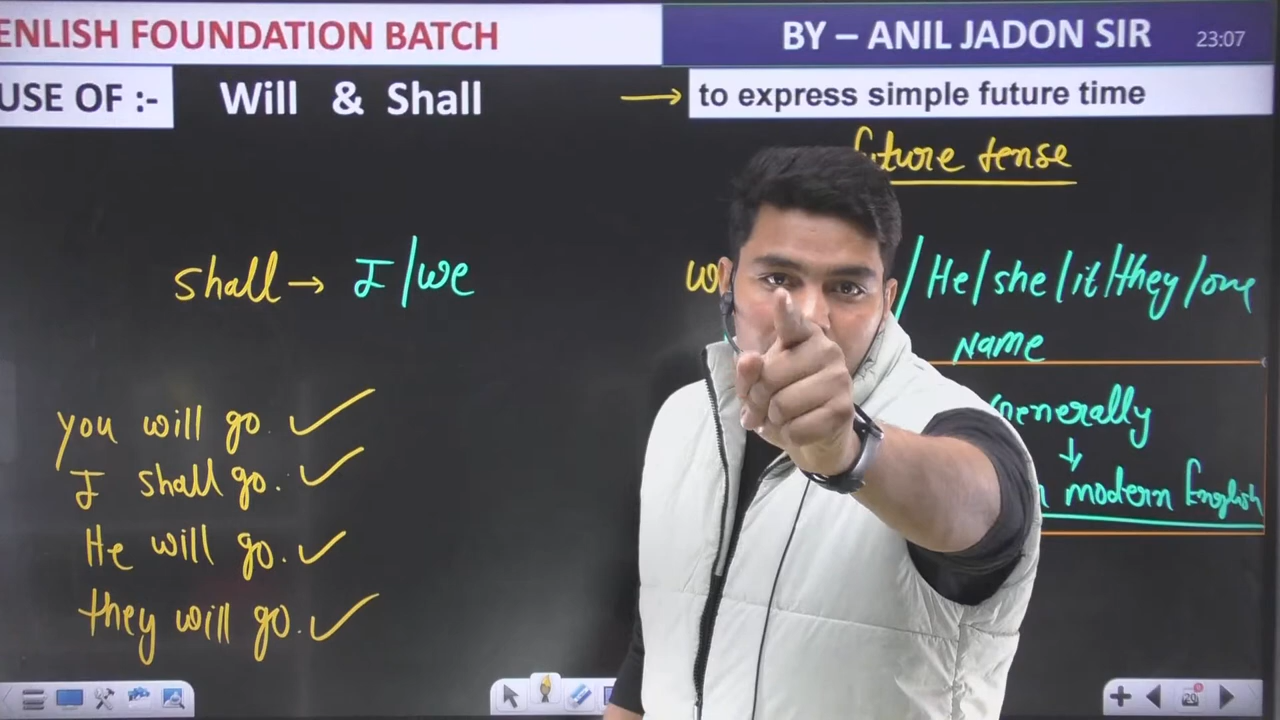 ENLISH FOUNDATION BATCH
BY – ANIL JADON SIR 23:07
USE OF :- Will & Shall → to express simple future time
future tense
shall → I/we
/He/she/it/they/one
Name
Generally
↓
modern English
you will go. ✓
I shall go. ✓
He will go. ✓
they will go. ✓